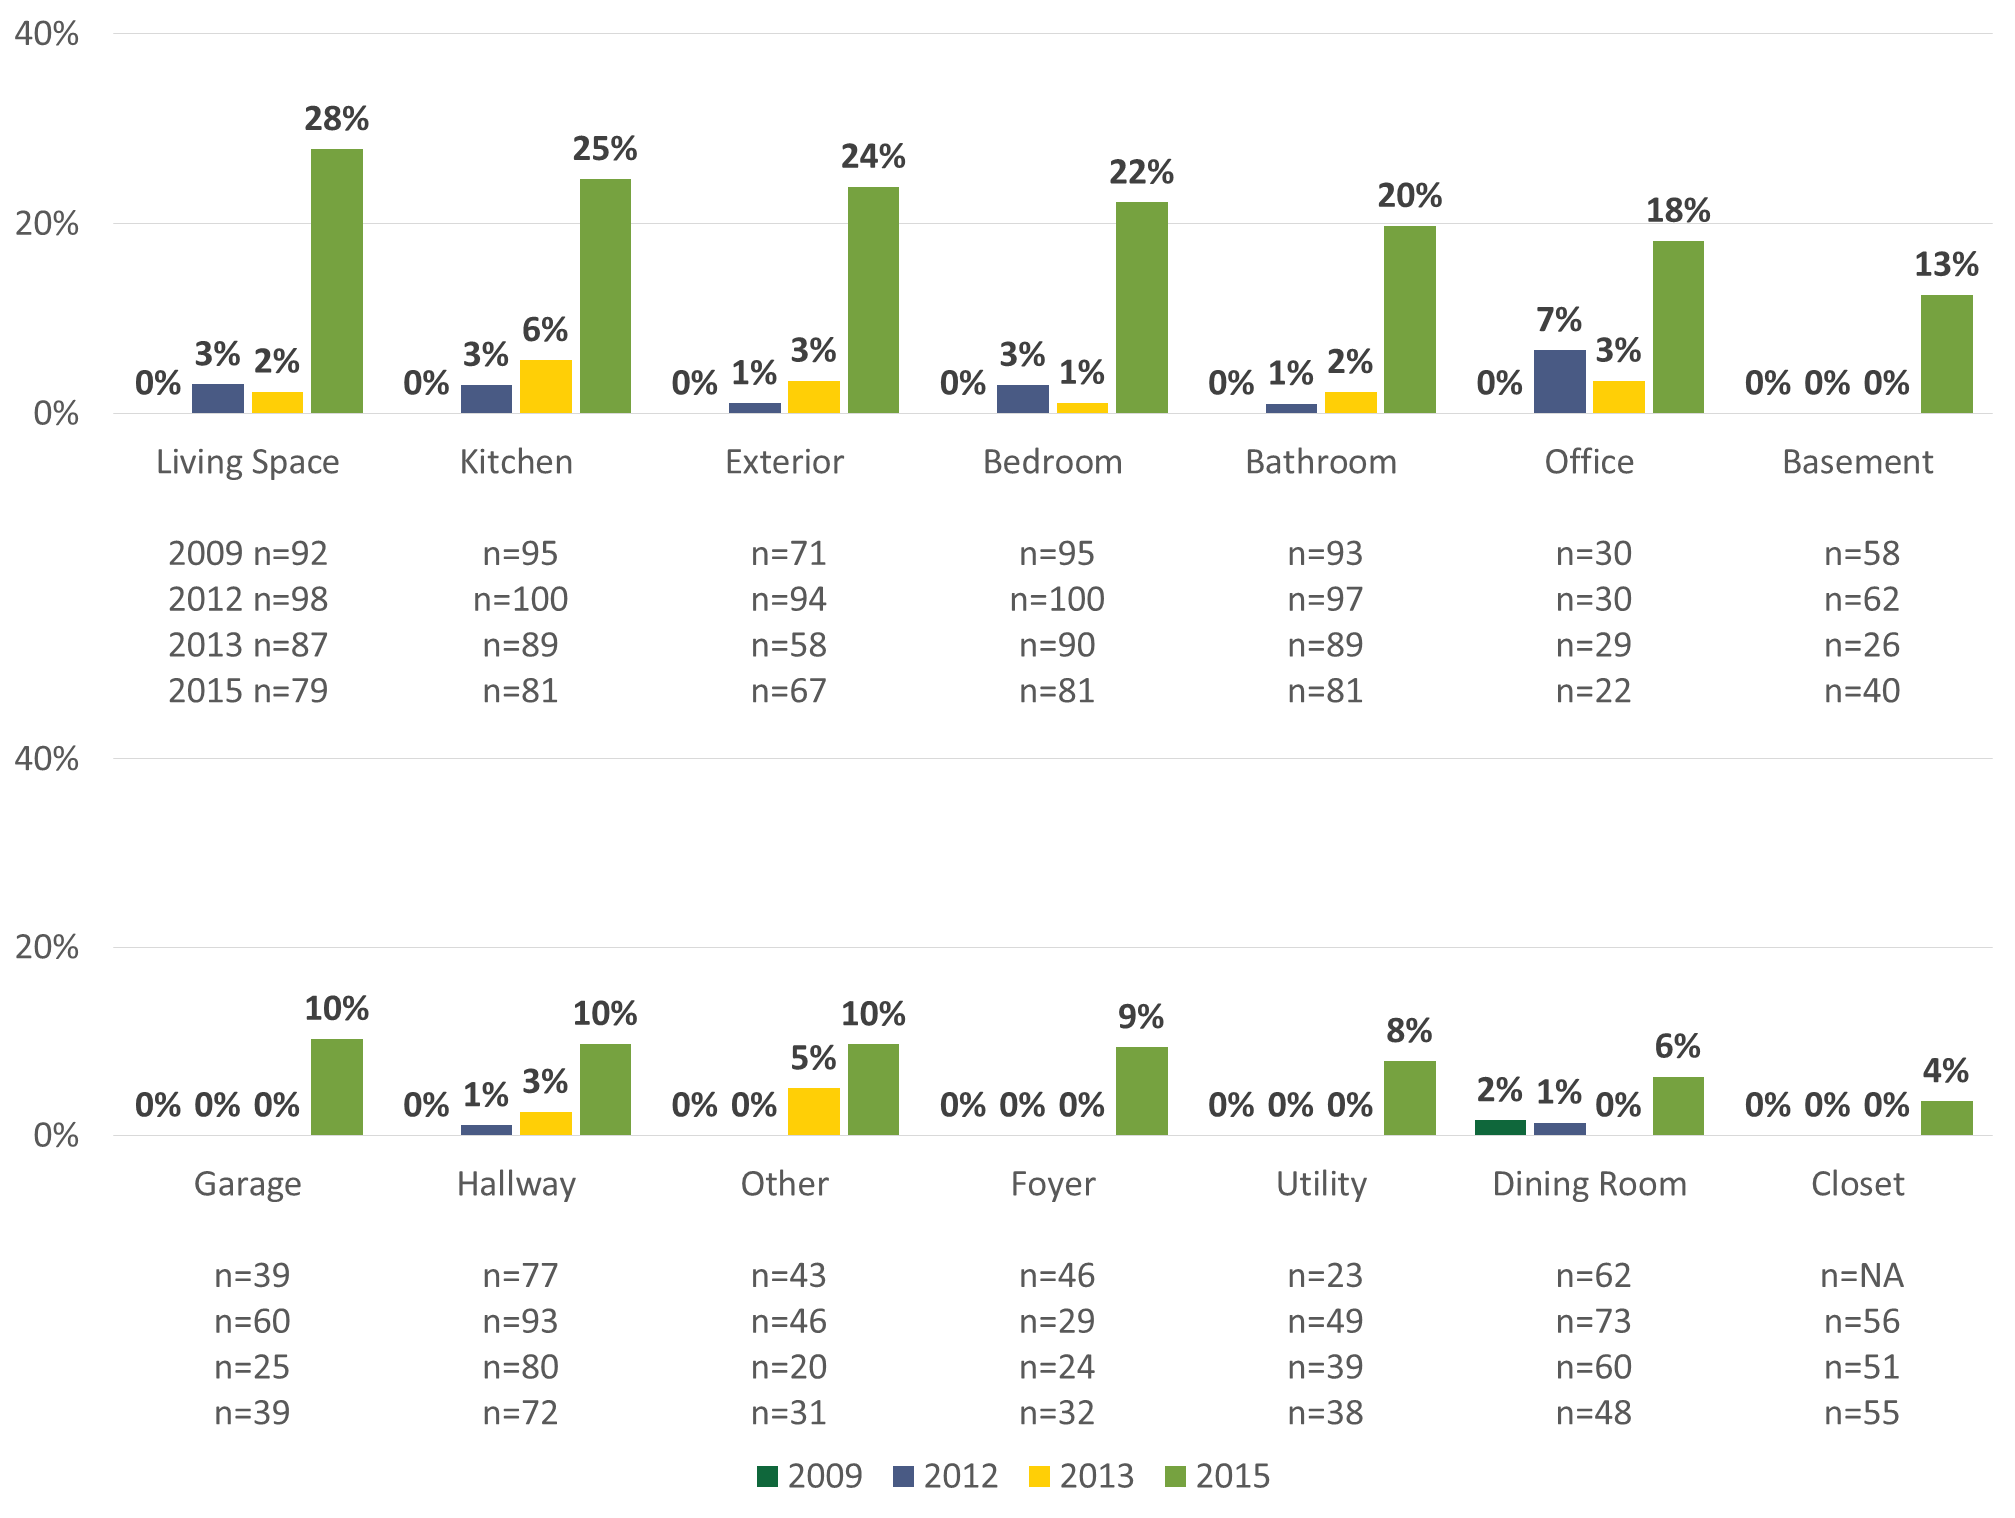 40%
28%
25%
24%
22%
20%
18%
13%
20%
0% 3% 2%
0% 3% 6%
0% 1% 3%
0% 3% 1%
0% 1% 2%
0% 7% 3%
0% 0% 0%
0%
Living Space Kitchen Exterior Bedroom Bathroom Office Basement
2009 n=92 n=95 n=71 n=95 n=93 n=30 n=58
2012 n=98 n=100 n=94 n=100 n=97 n=30 n=62
2013 n=87 n=89 n=58 n=90 n=89 n=29 n=26
2015 n=79 n=81 n=67 n=81 n=81 n=22 n=40
40%
20%
0% 0% 0% 10%
0% 1% 3% 10%
0% 0% 5% 10%
0% 0% 0% 9%
0% 0% 0% 8%
2% 1% 0% 6%
0% 0% 0% 4%
0%
Garage Hallway Other Foyer Utility Dining Room Closet
n=39 n=77 n=43 n=46 n=23 n=62 n=NA
n=60 n=93 n=46 n=29 n=49 n=73 n=56
n=25 n=80 n=20 n=24 n=39 n=60 n=51
n=39 n=72 n=31 n=32 n=38 n=48 n=55
2009 2012 2013 2015